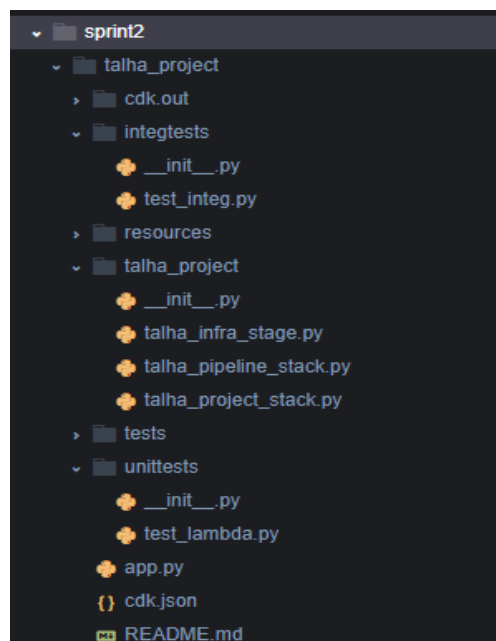 sprint2
talha_project
cdk.out
integtests
__init__.py
test_integ.py
resources
talha_project
__init__.py
talha_infra_stage.py
talha_pipeline_stack.py
talha_project_stack.py
tests
unittests
__init__.py
test_lambda.py
app.py
{} cdk.json
README.md